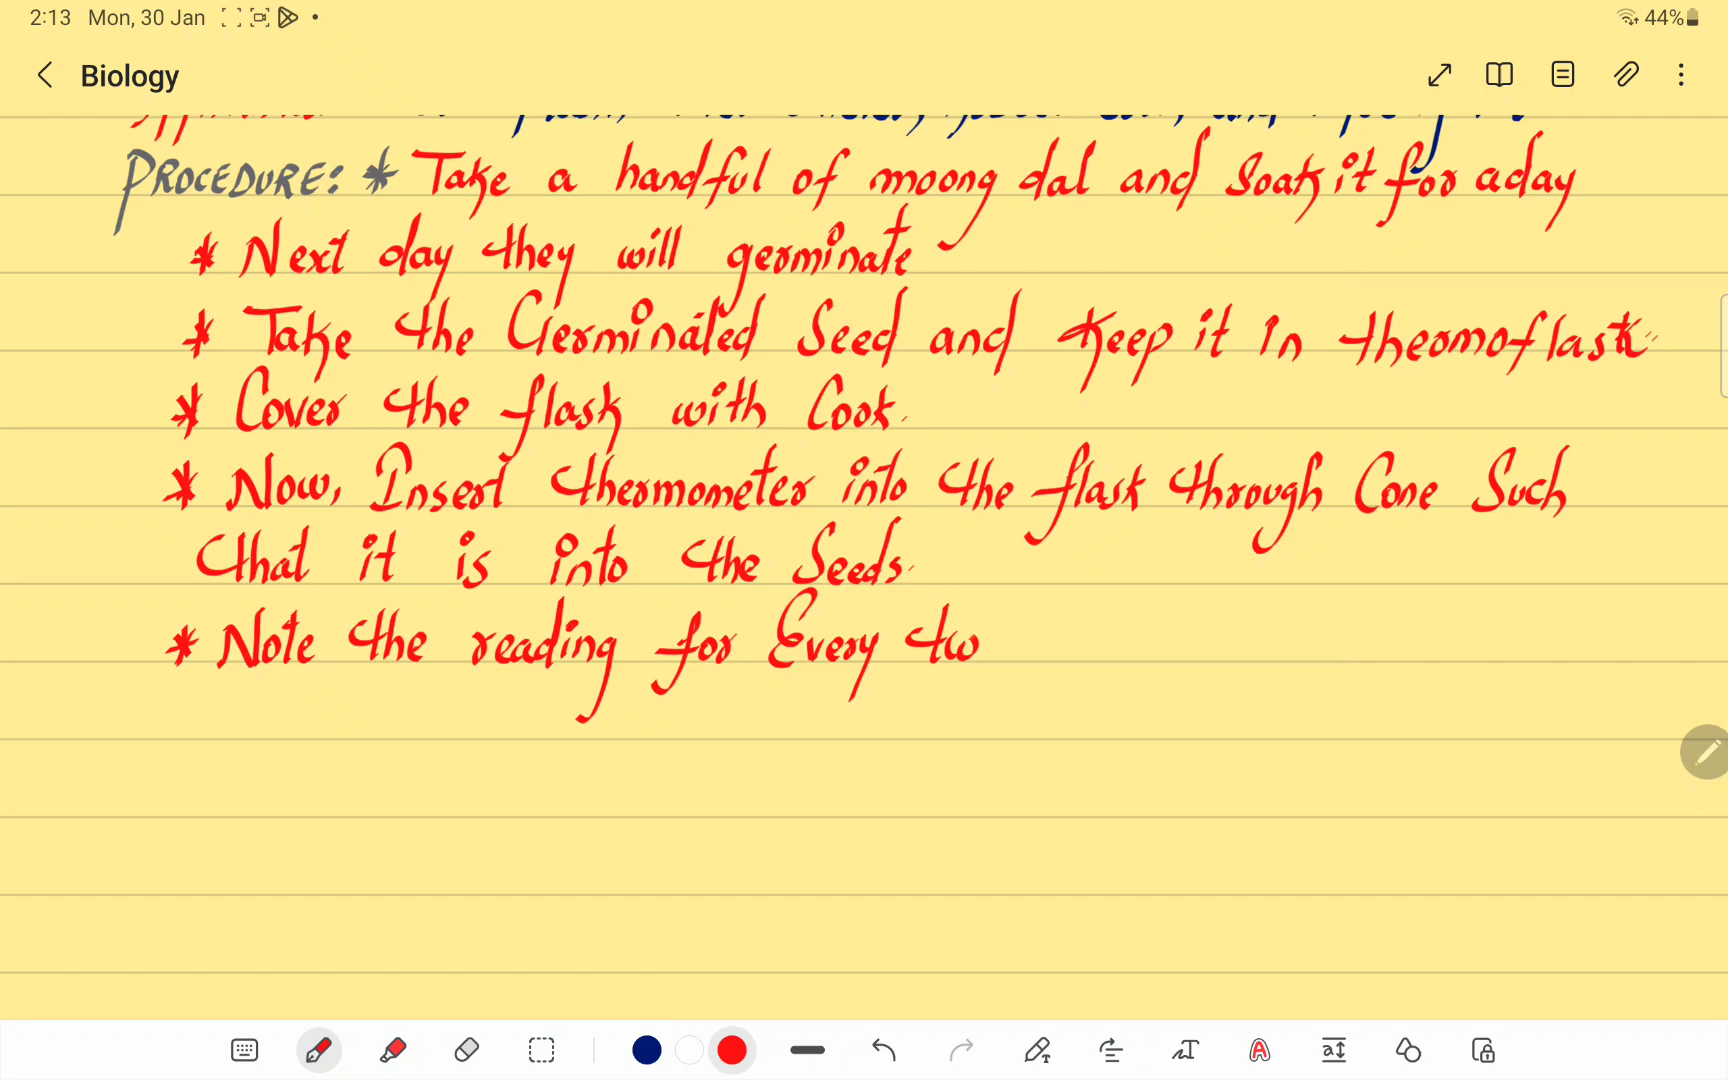 2:13 Mon, 30 Jan 44%
Biology
PROCEDURE: * Take a handful of moong dal and Soak it for a day
* Next day they will germinate
* Take the Germinated Seed and Keep it in thermoflask.
* Cover the flask with Cork.
* Now, Insert thermometer into the flask through Cone Such
that it is into the Seeds.
* Note the reading for Every tw